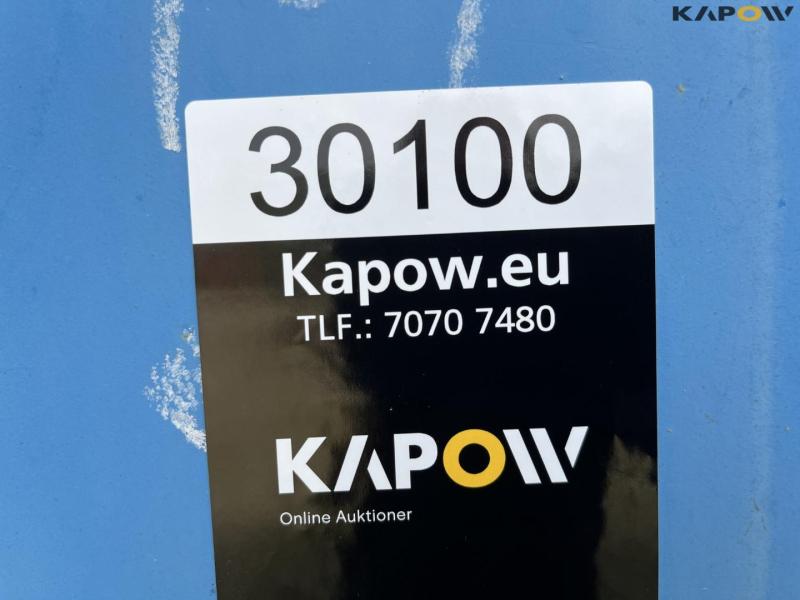 KAPOW
30100
Kapow.eu
TLF.: 7070 7480
KAPOW
Online Auktioner